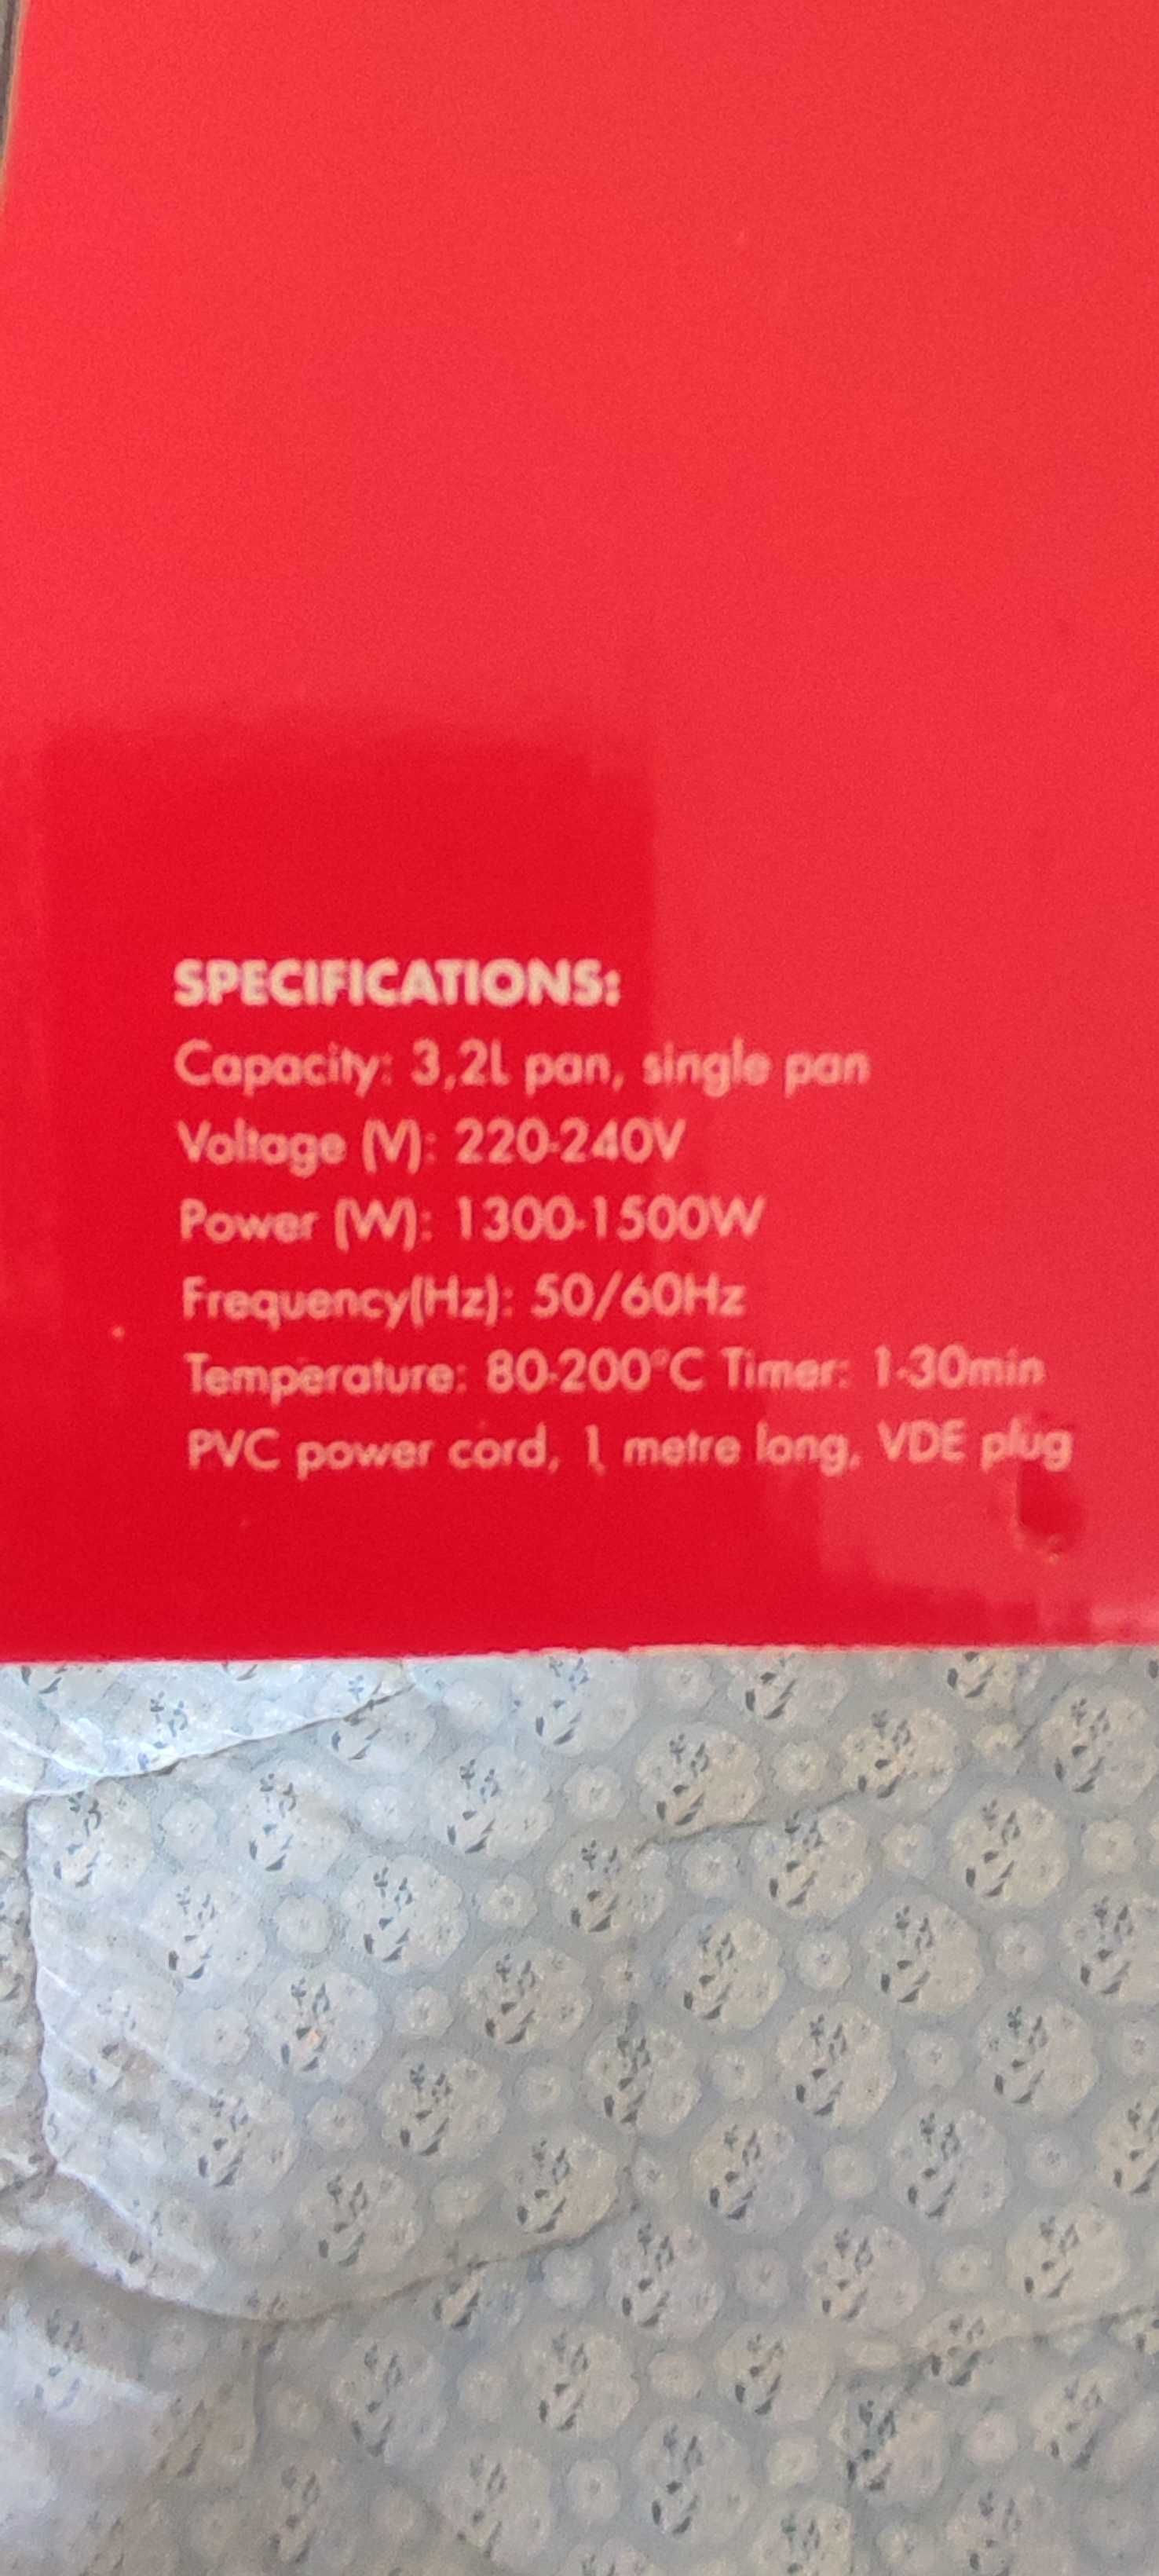 SPECIFICATIONS:
Capacity: 3,2L pan, single pan
Voltage (V): 220-240V
Power (W): 1300-1500W
Frequency(Hz): 50/60Hz
Temperature: 80-200°C Timer: 1-30min
PVC power cord, 1 metre long, VDE plug